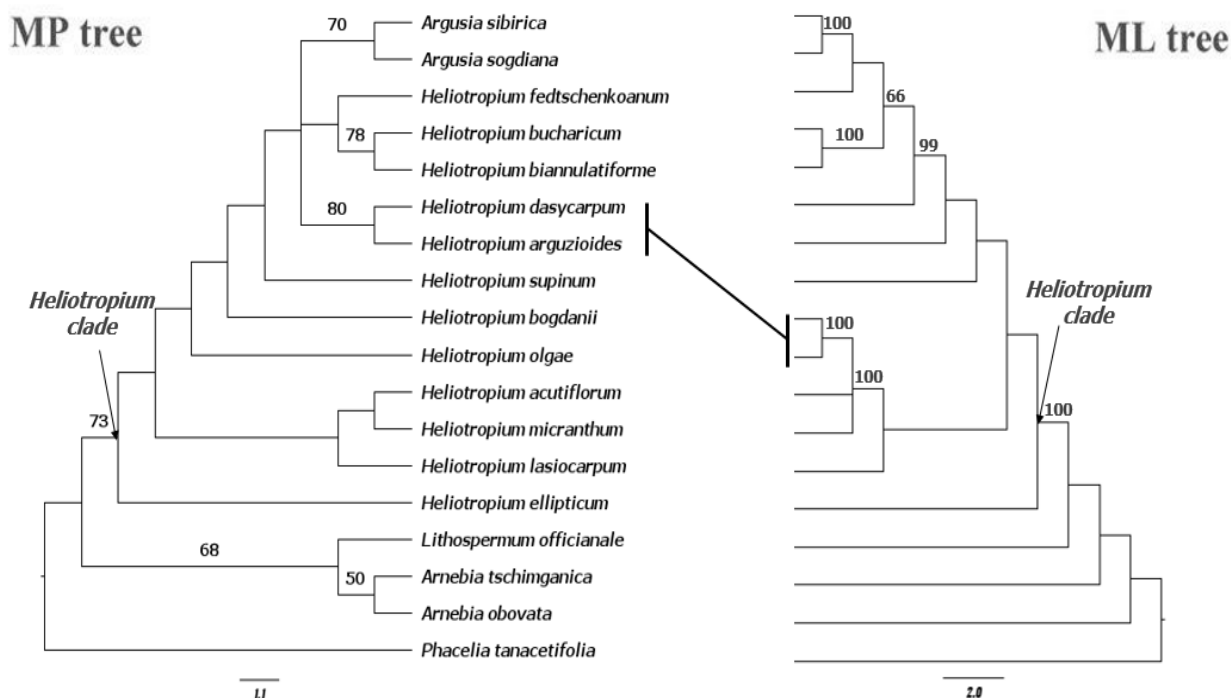 MP tree
ML tree
70
Argusia sibirica
100
Argusia sogdiana
Heliotropium fedtschenkoanum
66
78
Heliotropium bucharicum
100
99
Heliotropium biannulatiforme
80
Heliotropium dasycarpum
Heliotropium arguzioides
Heliotropium supinum
Heliotropium
clade
Heliotropium
clade
Heliotropium bogdanii
100
Heliotropium olgae
100
Heliotropium acutiflorum
73
Heliotropium micranthum
100
Heliotropium lasiocarpum
Heliotropium ellipticum
Lithospermum officianale
68
50
Arnebia tschimganica
Arnebia obovata
Phacelia tanacetifolia
1.1
2.0